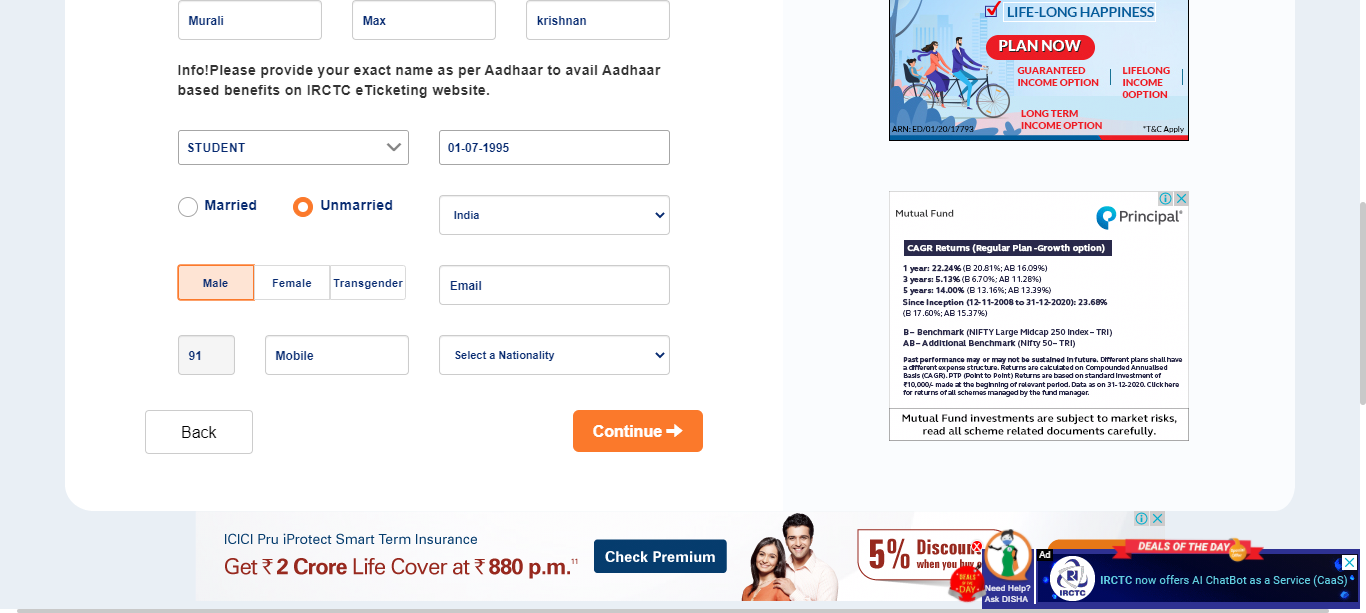 Murali
Max
krishnan
Info!Please provide your exact name as per Aadhaar to avail Aadhaar
based benefits on IRCTC eTicketing website.
STUDENT
01-07-1995
Married
Unmarried
India
Male
Female
Transgender
Email
91
Mobile
Select a Nationality
Back
Continue
LIFE-LONG HAPPINESS
PLAN NOW
GUARANTEED
INCOME OPTION
LIFELONG
INCOME
0OPTION
LONG TERM
INCOME OPTION
ARN: ED/01/20/17793
*T&C Apply
Mutual Fund
Principal®
CAGR Returns (Regular Plan -Growth option)
1 year: 22.24% (B 20.81%; AB 16.09%)
3 years: 5.13% (B 6.70%; AB 11.28%)
5 years: 14.00% (B 13.16%; AB 13.39%)
Since Inception (12-11-2008 to 31-12-2020): 23.68%
(B 17.60%; AB 15.37%)
B– Benchmark (NIFTY Large Midcap 250 Index – TRI)
AB– Additional Benchmark (Nifty 50– TRI)
Past performance may or may not be sustained in future. Different plans shall have
a different expense structure. Returns are calculated on Compounded Annualised
Basis (CAGR). PTP (Point to Point) Returns are based on standard investment of
₹10,000/- made at the beginning of relevant period. Data as on 31-12-2020. Click here
for returns of all schemes managed by the fund manager.
Mutual Fund investments are subject to market risks,
read all scheme related documents carefully.
ICICI Pru iProtect Smart Term Insurance
Get ₹ 2 Crore Life Cover at ₹ 880 p.m.11
Check Premium
5% Discoun
when you buy
DEALS
OF THE
DAY
Need Help?
Ask DISHA
Ad
DEALS OF THE DAY
IRCTC
IRCTC now offers AI ChatBot as a Service (CaaS)